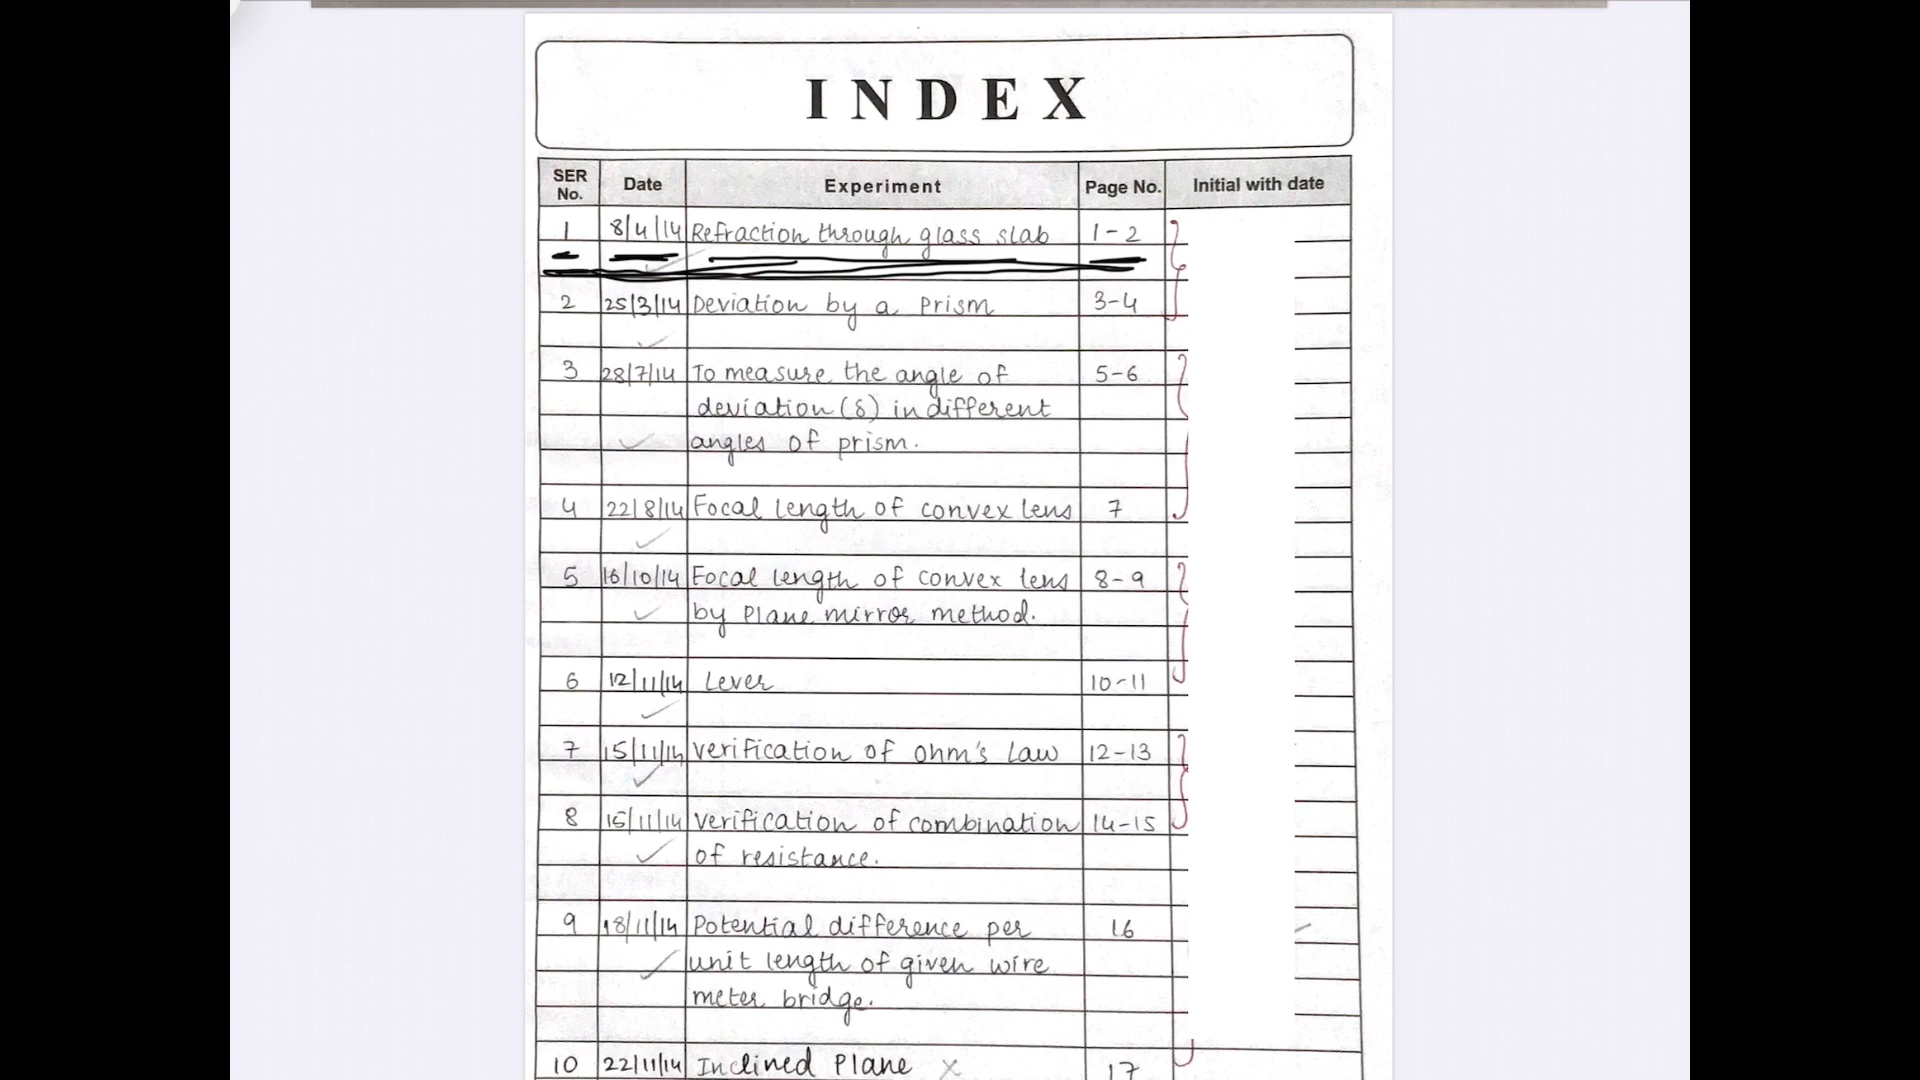 INDEX
SER No. Date Experiment Page No. Initial with date
1 8/4/14 Refraction through glass slab 1-2
2 25/3/14 Deviation by a prism 3-4
3 28/7/14 To measure the angle of 5-6
deviation (δ) in different
angles of prism.
4 22/8/14 Focal length of convex lens 7
5 16/10/14 Focal length of convex lens 8-9
by Plane mirror method.
6 12/11/14 Lever 10-11
7 15/11/14 verification of ohm's law 12-13
8 15/11/14 verification of combination 14-15
of resistance.
9 18/11/14 Potential difference per 16
unit length of given wire
meter bridge.
10 22/11/14 Inclined Plane X 17